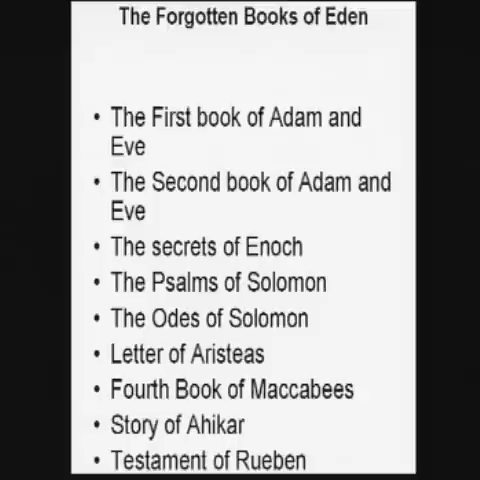 The Forgotten Books of Eden
• The First book of Adam and
Eve
• The Second book of Adam and
Eve
• The secrets of Enoch
• The Psalms of Solomon
• The Odes of Solomon
• Letter of Aristeas
• Fourth Book of Maccabees
• Story of Ahikar
• Testament of Rueben